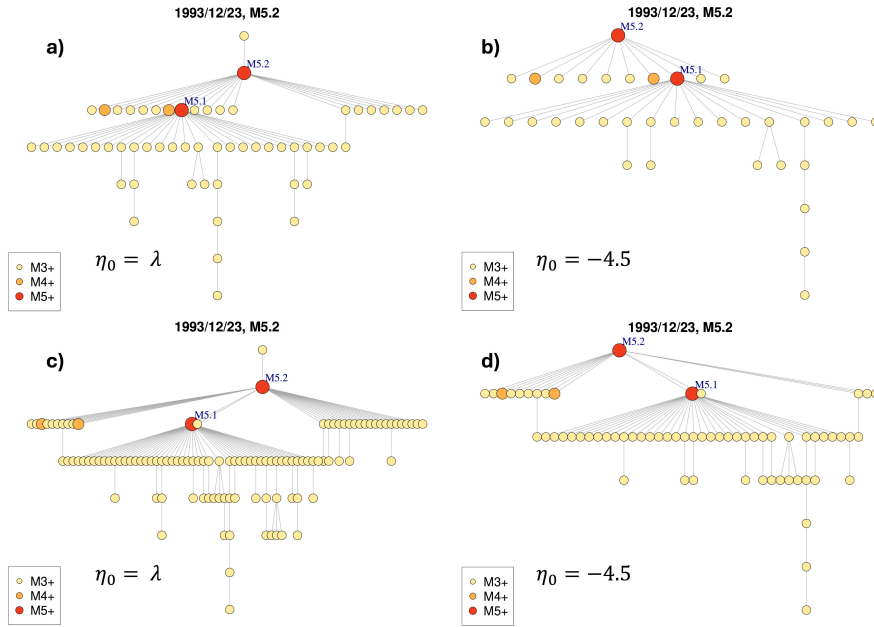 1993/12/23, M5.2
a)
M5.2
M5.1
M3+
M4+
M5+
η₀ = λ
1993/12/23, M5.2
b)
M5.2
M5.1
M3+
M4+
M5+
η₀ = −4.5
1993/12/23, M5.2
c)
M5.2
M5.1
M3+
M4+
M5+
η₀ = λ
1993/12/23, M5.2
d)
M5.2
M5.1
M3+
M4+
M5+
η₀ = −4.5